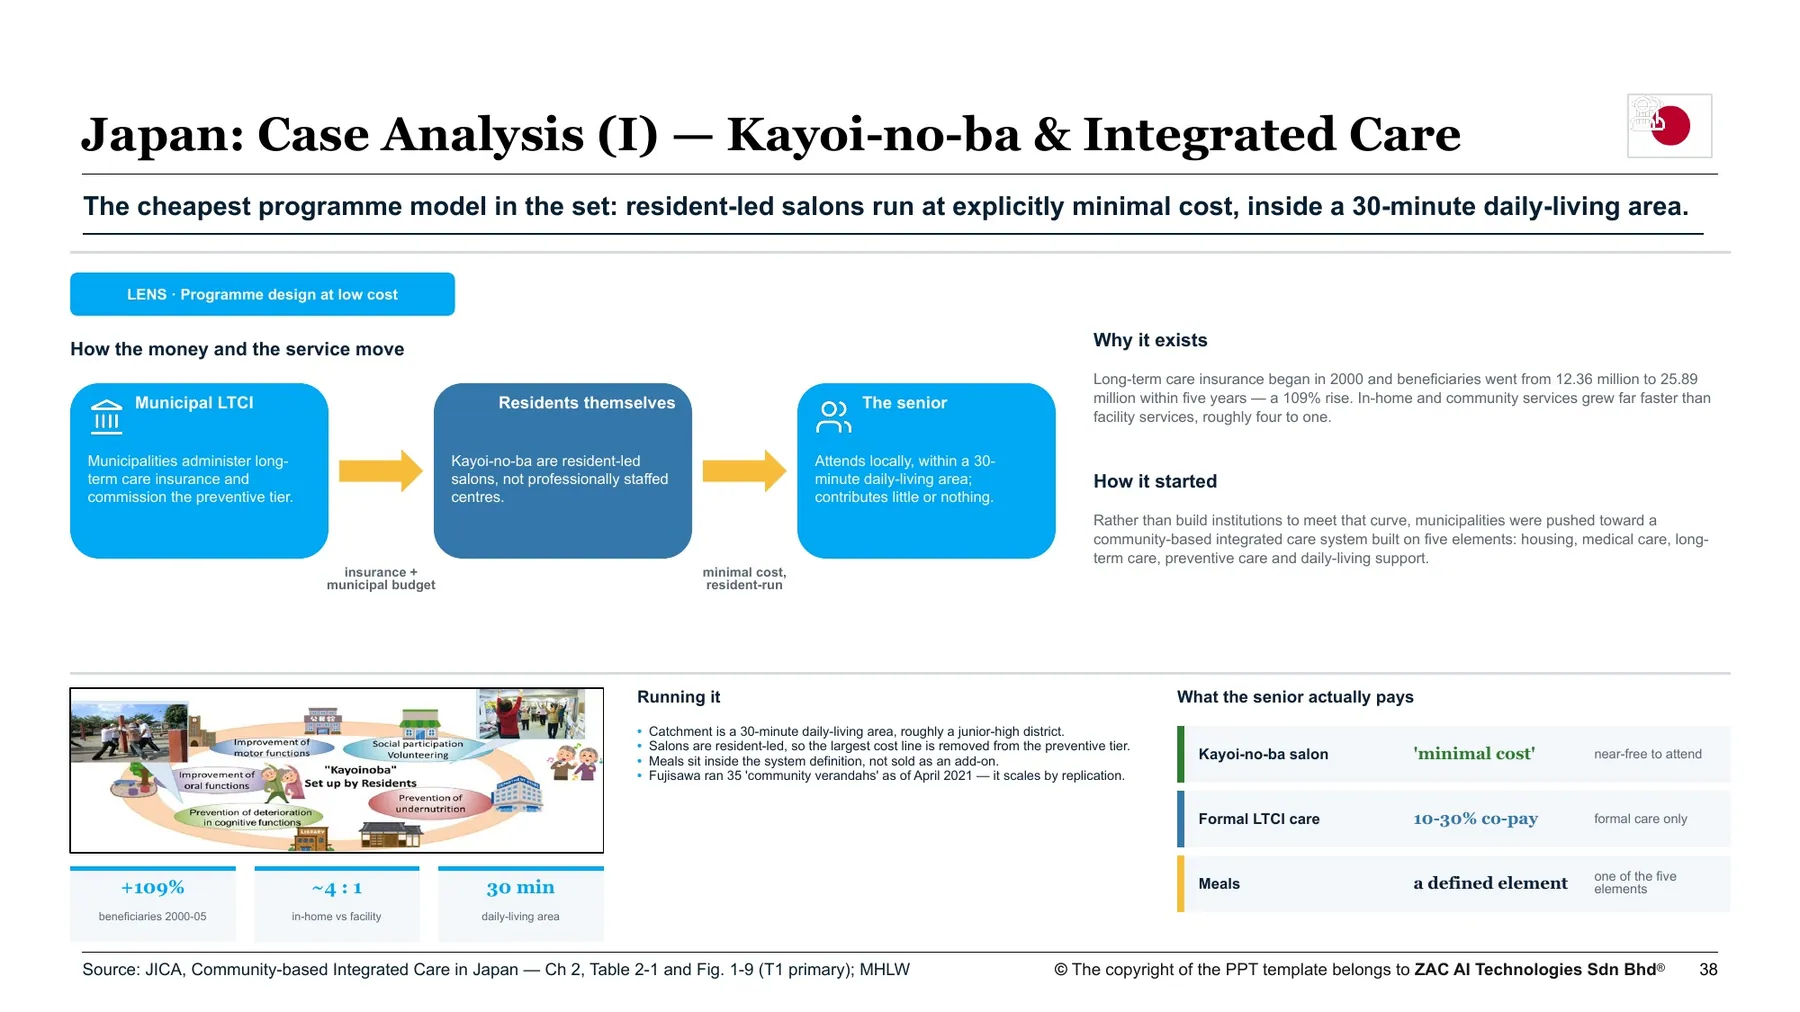 Japan: Case Analysis (I) — Kayoi-no-ba & Integrated Care
The cheapest programme model in the set: resident-led salons run at explicitly minimal cost, inside a 30-minute daily-living area.
LENS · Programme design at low cost
How the money and the service move
Municipal LTCI
Municipalities administer long-
term care insurance and
commission the preventive tier.
insurance +
municipal budget
Residents themselves
Kayoi-no-ba are resident-led
salons, not professionally staffed
centres.
minimal cost,
resident-run
The senior
Attends locally, within a 30-
minute daily-living area;
contributes little or nothing.
Why it exists
Long-term care insurance began in 2000 and beneficiaries went from 12.36 million to 25.89
million within five years — a 109% rise. In-home and community services grew far faster than
facility services, roughly four to one.
How it started
Rather than build institutions to meet that curve, municipalities were pushed toward a
community-based integrated care system built on five elements: housing, medical care, long-
term care, preventive care and daily-living support.
Improvement of
motor functions
Social participation
Volunteering
Improvement of
oral functions
"Kayoinoba"
Set up by Residents
Prevention of
undernutrition
Prevention of deterioration
in cognitive functions
LIBRARY
+109%
beneficiaries 2000-05
~4 : 1
in-home vs facility
30 min
daily-living area
Running it
• Catchment is a 30-minute daily-living area, roughly a junior-high district.
• Salons are resident-led, so the largest cost line is removed from the preventive tier.
• Meals sit inside the system definition, not sold as an add-on.
• Fujisawa ran 35 'community verandahs' as of April 2021 — it scales by replication.
What the senior actually pays
Kayoi-no-ba salon 'minimal cost' near-free to attend
Formal LTCI care 10-30% co-pay formal care only
Meals a defined element one of the five
elements
Source: JICA, Community-based Integrated Care in Japan — Ch 2, Table 2-1 and Fig. 1-9 (T1 primary); MHLW
© The copyright of the PPT template belongs to ZAC AI Technologies Sdn Bhd® 38